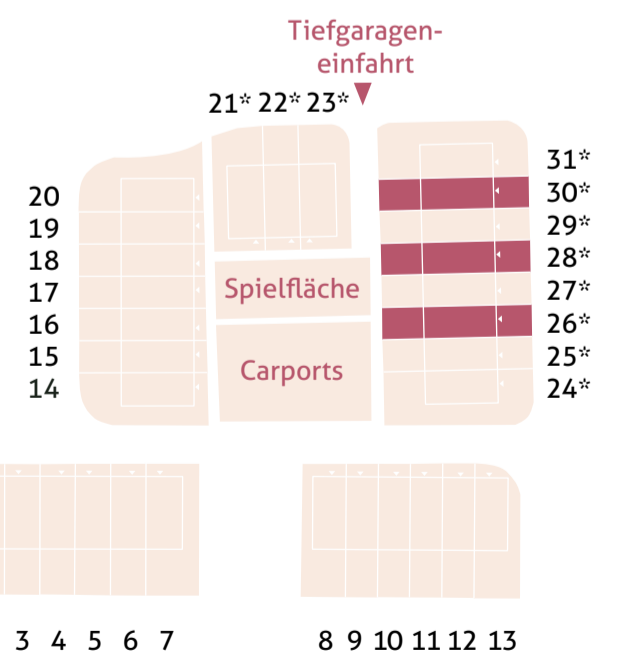 Tiefgaragen-
einfahrt
21* 22* 23*
31*
20
30*
19
29*
18
28*
Spielfläche
17
27*
16
26*
15
25*
Carports
14
24*
3 4 5 6 7
8 9 10 11 12 13